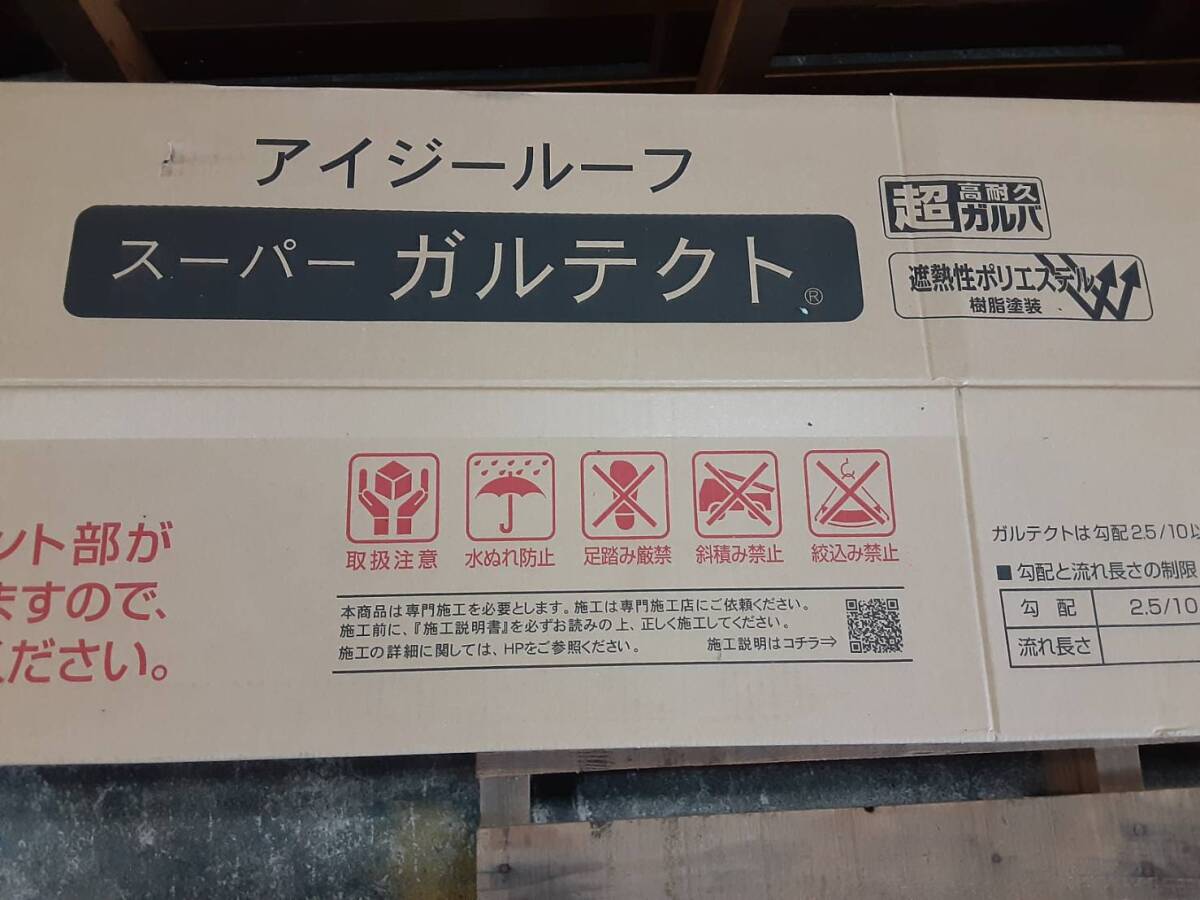 アイジールーフ
スーパー ガルテクト®
超 高耐久
ガルバ
遮熱性ポリエステル
樹脂塗装
ント部が
ますので、
ください。
取扱注意
水ぬれ防止
足踏み厳禁
斜積み禁止
絞込み禁止
本商品は専門施工を必要とします。施工は専門施工店にご依頼ください。
施工前に、『施工説明書』を必ずお読みの上、正しく施工してください。
施工の詳細に関しては、HPをご参照ください。
施工説明はコチラ⇒
ガルテクトは勾配2.5/10以
■勾配と流れ長さの制限
勾配 2.5/10
流れ長さ